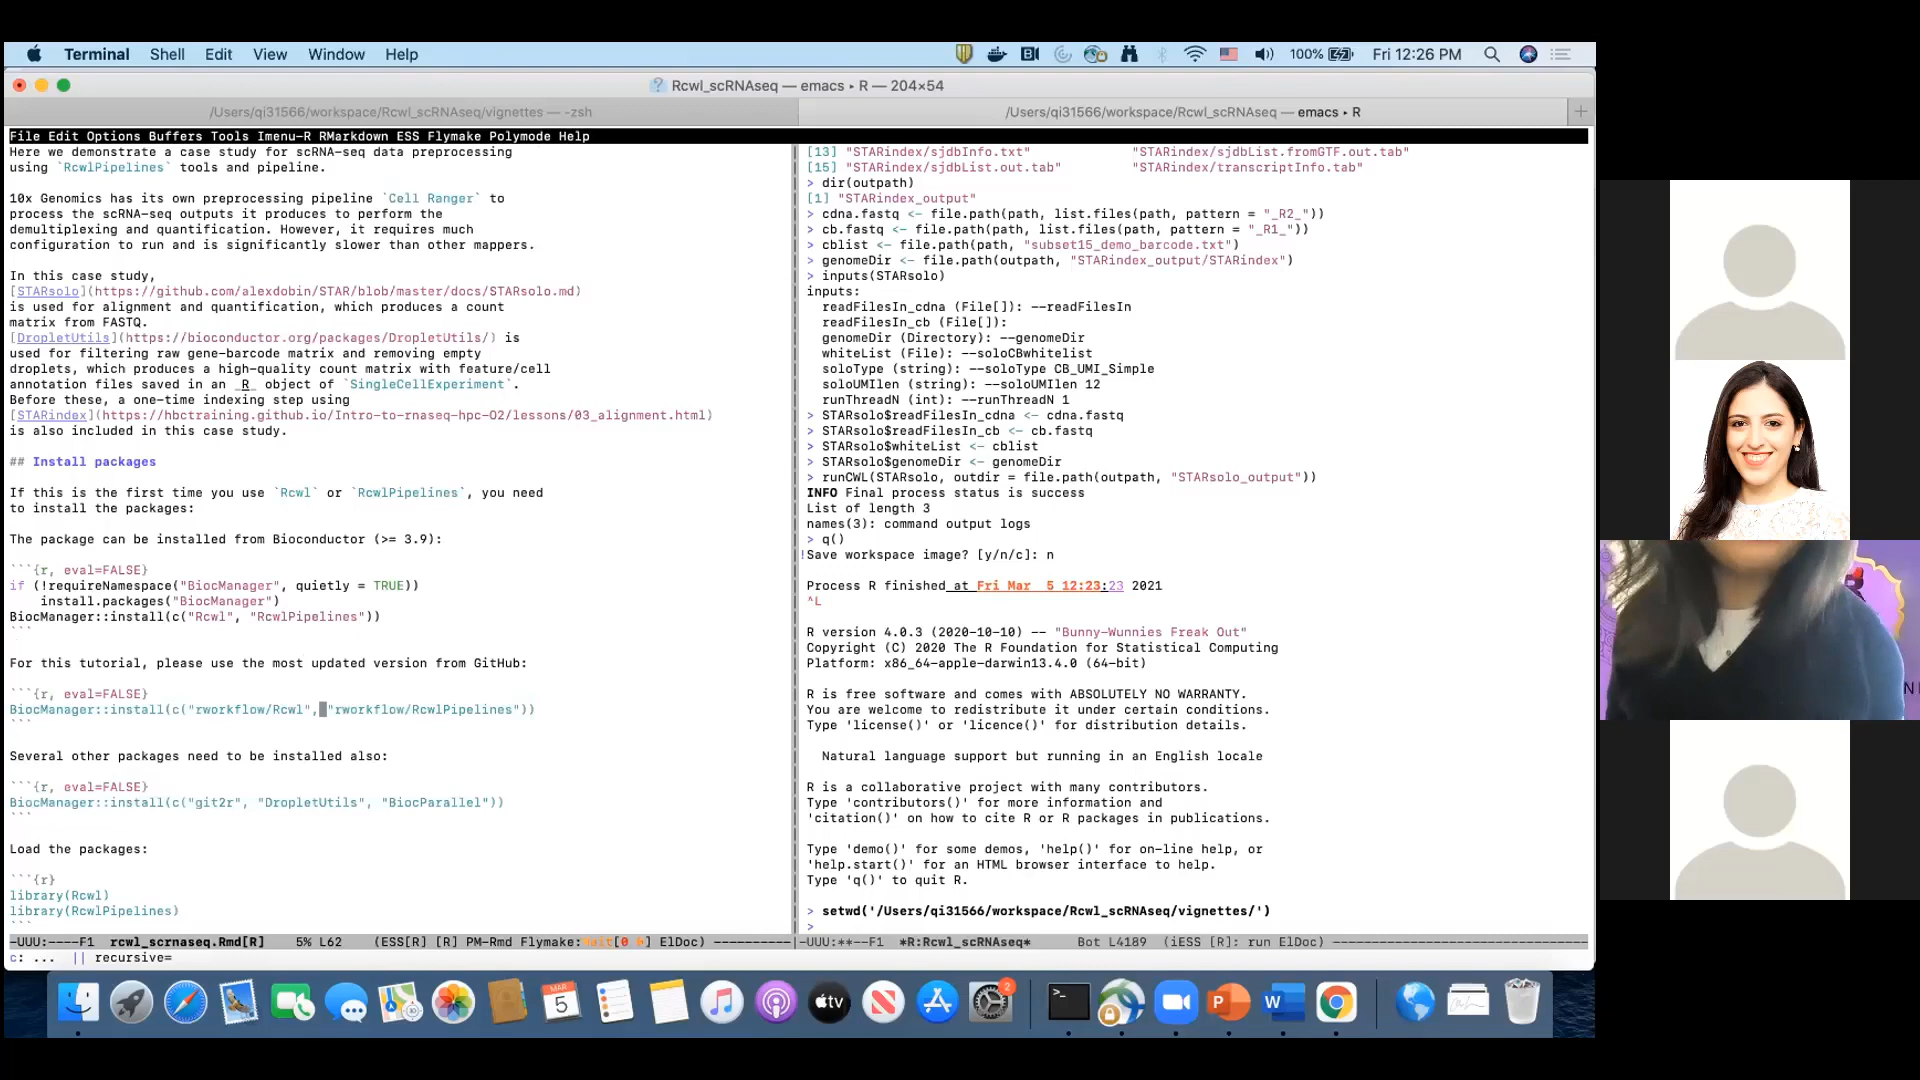 Terminal Shell Edit View Window Help 100% Fri 12:26 PM
Rcwl_scRNAseq — emacs ▸ R — 204×54
/Users/qi31566/workspace/Rcwl_scRNAseq/vignettes — -zsh
/Users/qi31566/workspace/Rcwl_scRNAseq — emacs ▸ R
File Edit Options Buffers Tools Imenu-R RMarkdown ESS Flymake Polymode Help
Here we demonstrate a case study for scRNA-seq data preprocessing
using `RcwlPipelines` tools and pipeline.
10x Genomics has its own preprocessing pipeline `Cell Ranger` to
process the scRNA-seq outputs it produces to perform the
demultiplexing and quantification. However, it requires much
configuration to run and is significantly slower than other mappers.
In this case study,
[STARsolo](https://github.com/alexdobin/STAR/blob/master/docs/STARsolo.md)
is used for alignment and quantification, which produces a count
matrix from FASTQ.
[DropletUtils](https://bioconductor.org/packages/DropletUtils/) is
used for filtering raw gene-barcode matrix and removing empty
droplets, which produces a high-quality count matrix with feature/cell
annotation files saved in an _R_ object of `SingleCellExperiment`.
Before these, a one-time indexing step using
[STARindex](https://hbctraining.github.io/Intro-to-rnaseq-hpc-O2/lessons/03_alignment.html)
is also included in this case study.
## Install packages
If this is the first time you use `Rcwl` or `RcwlPipelines`, you need
to install the packages:
The package can be installed from Bioconductor (>= 3.9):
```{r, eval=FALSE}
if (!requireNamespace("BiocManager", quietly = TRUE))
    install.packages("BiocManager")
BiocManager::install(c("Rcwl", "RcwlPipelines"))
```
For this tutorial, please use the most updated version from GitHub:
```{r, eval=FALSE}
BiocManager::install(c("rworkflow/Rcwl", "rworkflow/RcwlPipelines"))
```
Several other packages need to be installed also:
```{r, eval=FALSE}
BiocManager::install(c("git2r", "DropletUtils", "BiocParallel"))
```
Load the packages:
```{r}
library(Rcwl)
library(RcwlPipelines)
```
-UUU:----F1  rcwl_scrnaseq.Rmd[R]    5% L62    (ESS[R] [R] PM-Rmd Flymake:Wait[0 0] ElDoc) ----------
c: ...  || recursive=
[13] "STARindex/sjdbInfo.txt"             "STARindex/sjdbList.fromGTF.out.tab"
[15] "STARindex/sjdbList.out.tab"         "STARindex/transcriptInfo.tab"
> dir(outpath)
[1] "STARindex_output"
> cdna.fastq <- file.path(path, list.files(path, pattern = "_R2_"))
> cb.fastq <- file.path(path, list.files(path, pattern = "_R1_"))
> cblist <- file.path(path, "subset15_demo_barcode.txt")
> genomeDir <- file.path(outpath, "STARindex_output/STARindex")
> inputs(STARsolo)
inputs:
  readFilesIn_cdna (File[]): --readFilesIn
  readFilesIn_cb (File[]):
  genomeDir (Directory): --genomeDir
  whiteList (File): --soloCBwhitelist
  soloType (string): --soloType CB_UMI_Simple
  soloUMIlen (string): --soloUMIlen 12
  runThreadN (int): --runThreadN 1
> STARsolo$readFilesIn_cdna <- cdna.fastq
> STARsolo$readFilesIn_cb <- cb.fastq
> STARsolo$whiteList <- cblist
> STARsolo$genomeDir <- genomeDir
> runCWL(STARsolo, outdir = file.path(outpath, "STARsolo_output"))
INFO Final process status is success
List of length 3
names(3): command output logs
> q()
!Save workspace image? [y/n/c]: n
Process R finished at Fri Mar  5 12:23:23 2021
^L
R version 4.0.3 (2020-10-10) -- "Bunny-Wunnies Freak Out"
Copyright (C) 2020 The R Foundation for Statistical Computing
Platform: x86_64-apple-darwin13.4.0 (64-bit)
R is free software and comes with ABSOLUTELY NO WARRANTY.
You are welcome to redistribute it under certain conditions.
Type 'license()' or 'licence()' for distribution details.
  Natural language support but running in an English locale
R is a collaborative project with many contributors.
Type 'contributors()' for more information and
'citation()' on how to cite R or R packages in publications.
Type 'demo()' for some demos, 'help()' for on-line help, or
'help.start()' for an HTML browser interface to help.
Type 'q()' to quit R.
> setwd('/Users/qi31566/workspace/Rcwl_scRNAseq/vignettes/')
>
-UUU:**--F1  *R:Rcwl_scRNAseq*      Bot L4189  (iESS [R]: run ElDoc) ---------------------------------
MAR
5
tv
2
P
W